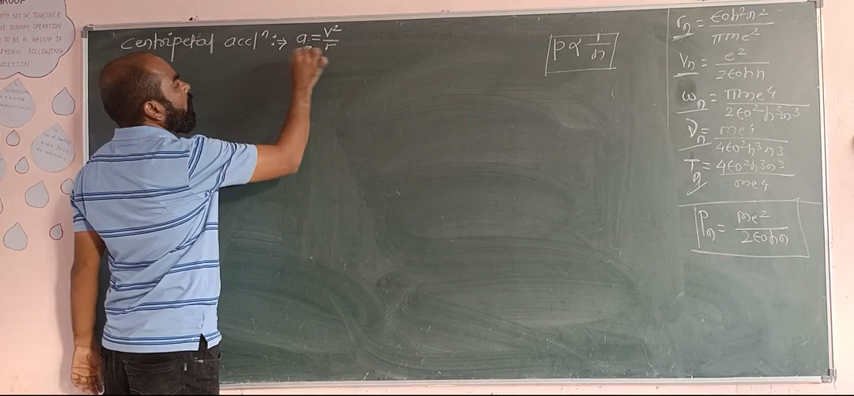 Centripetal accl^n :→ a = v²/r
p ∝ 1/n
r_n = ε0h²n²/πme²
V_n = e²/2ε0hn
ω_n = πme4/2ε0²h³n³
ν_n = me4/4ε0²h³n³
T = 4ε0²h³n³/me4
P_n = me²/2ε0hn